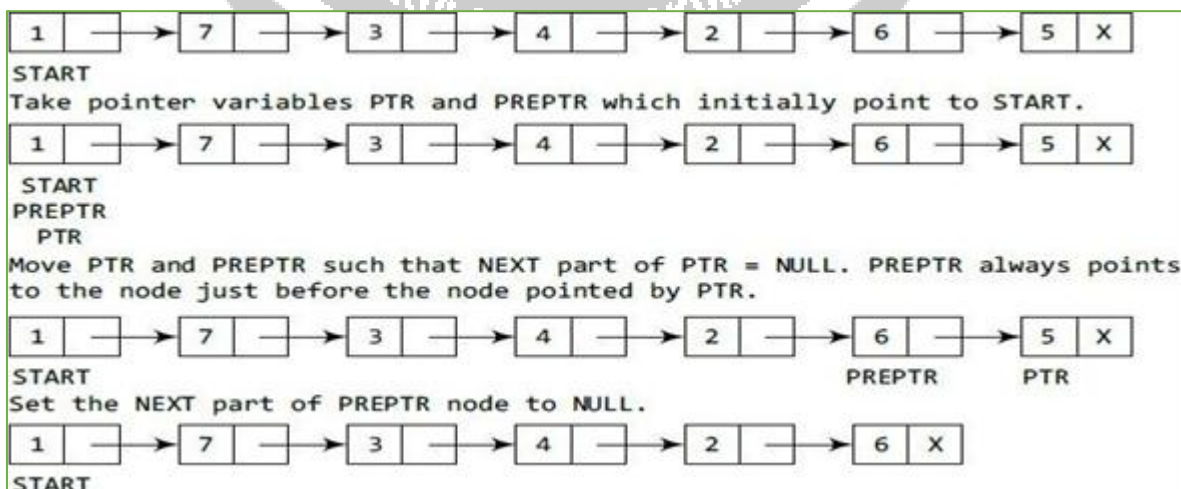 1 7 3 4 2 6 5 X
START
Take pointer variables PTR and PREPTR which initially point to START.
1 7 3 4 2 6 5 X
START
PREPTR
PTR
Move PTR and PREPTR such that NEXT part of PTR = NULL. PREPTR always points
to the node just before the node pointed by PTR.
1 7 3 4 2 6 5 X
START PREPTR PTR
Set the NEXT part of PREPTR node to NULL.
1 7 3 4 2 6 X
START